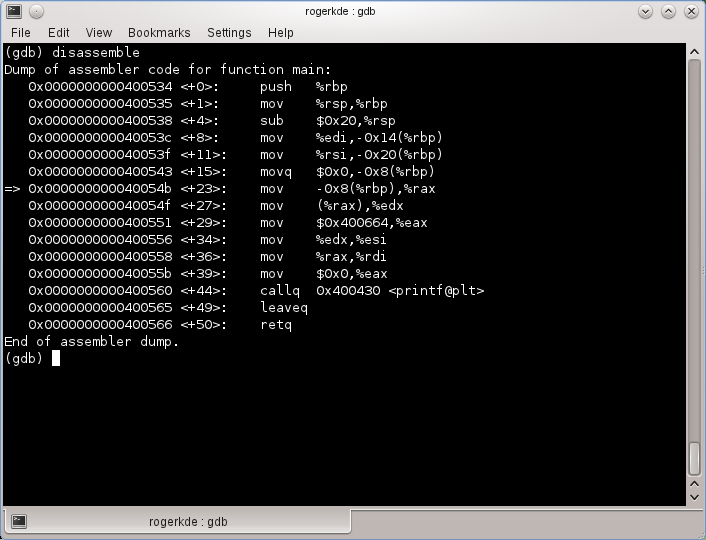 rogerkde : gdb
File Edit View Bookmarks Settings Help
(gdb) disassemble
Dump of assembler code for function main:
   0x0000000000400534 <+0>:    push   %rbp
   0x0000000000400535 <+1>:    mov    %rsp,%rbp
   0x0000000000400538 <+4>:    sub    $0x20,%rsp
   0x000000000040053c <+8>:    mov    %edi,-0x14(%rbp)
   0x000000000040053f <+11>:   mov    %rsi,-0x20(%rbp)
   0x0000000000400543 <+15>:   movq   $0x0,-0x8(%rbp)
=> 0x000000000040054b <+23>:   mov    -0x8(%rbp),%rax
   0x000000000040054f <+27>:   mov    (%rax),%edx
   0x0000000000400551 <+29>:   mov    $0x400664,%eax
   0x0000000000400556 <+34>:   mov    %edx,%esi
   0x0000000000400558 <+36>:   mov    %rax,%rdi
   0x000000000040055b <+39>:   mov    $0x0,%eax
   0x0000000000400560 <+44>:   callq  0x400430 <printf@plt>
   0x0000000000400565 <+49>:   leaveq
   0x0000000000400566 <+50>:   retq
End of assembler dump.
(gdb)
rogerkde : gdb